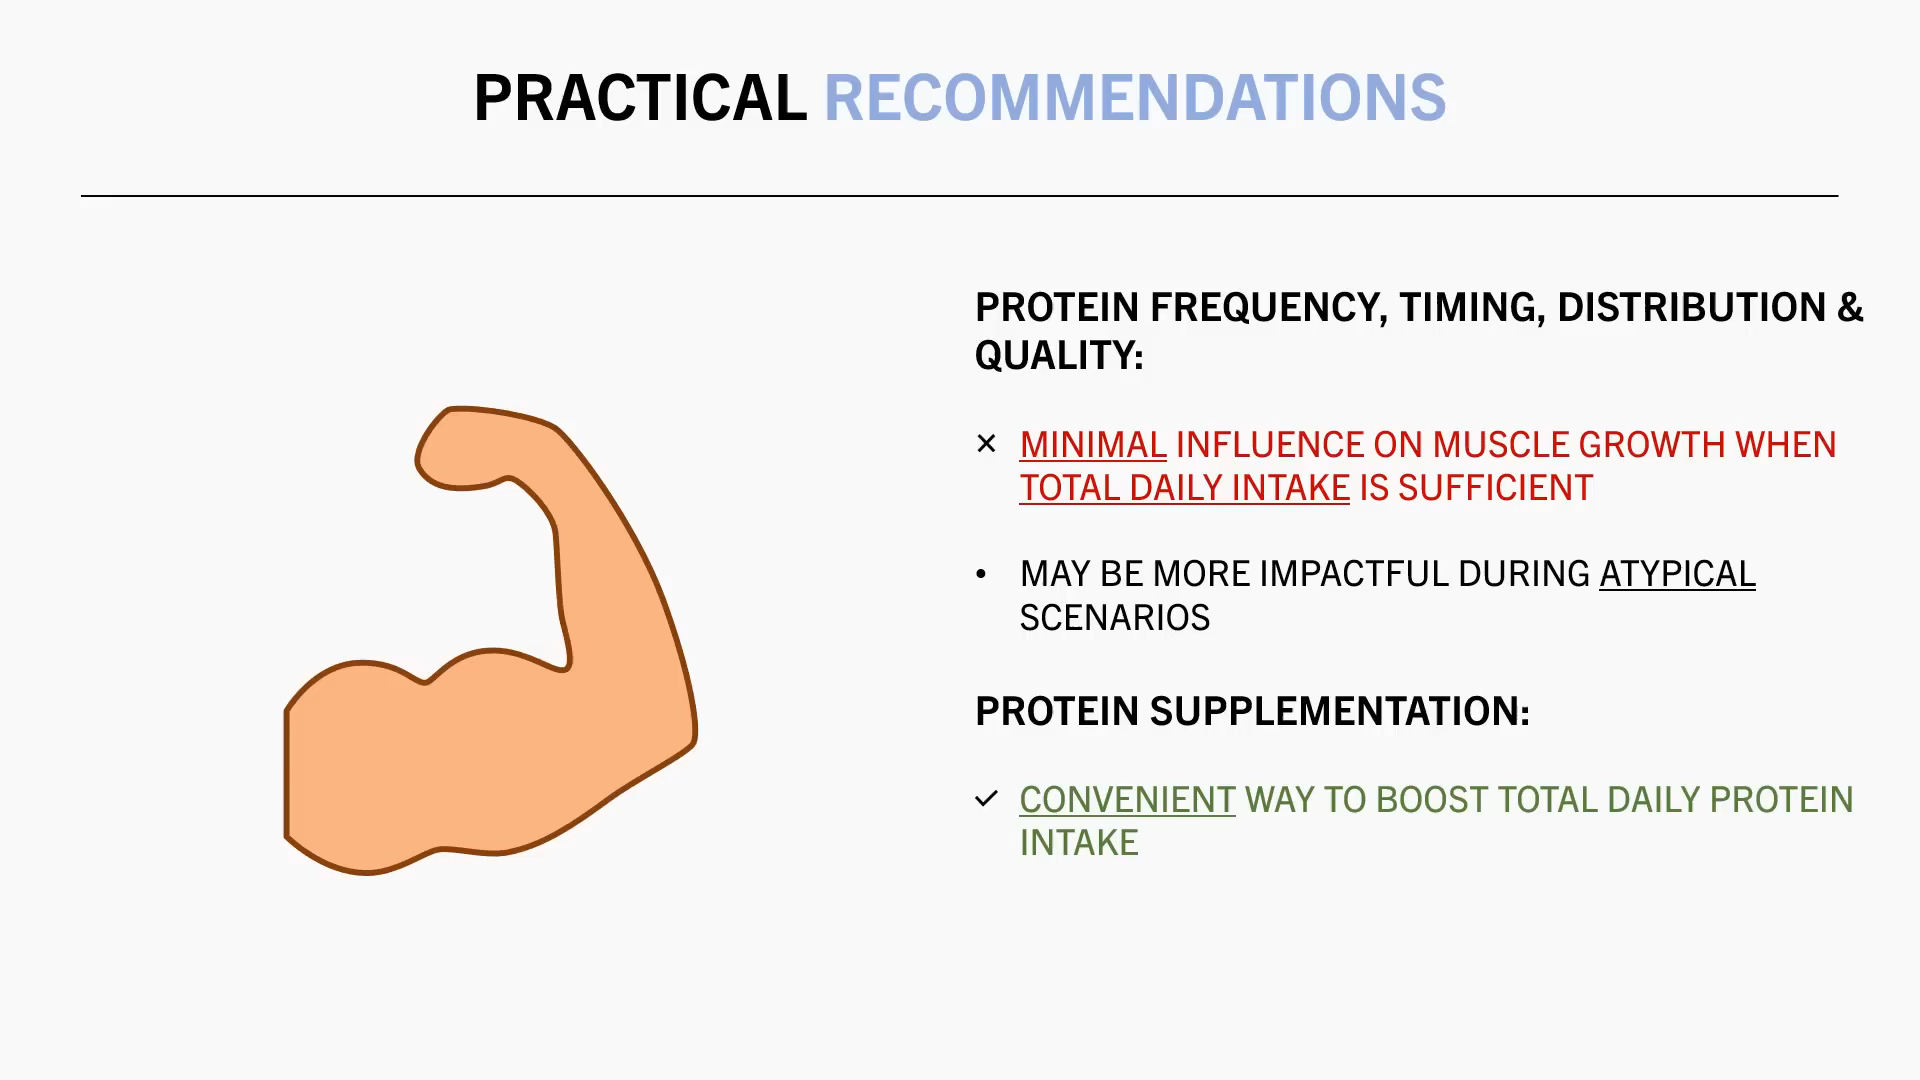 PRACTICAL RECOMMENDATIONS
PROTEIN FREQUENCY, TIMING, DISTRIBUTION &
QUALITY:
× MINIMAL INFLUENCE ON MUSCLE GROWTH WHEN
TOTAL DAILY INTAKE IS SUFFICIENT
• MAY BE MORE IMPACTFUL DURING ATYPICAL
SCENARIOS
PROTEIN SUPPLEMENTATION:
✓ CONVENIENT WAY TO BOOST TOTAL DAILY PROTEIN
INTAKE